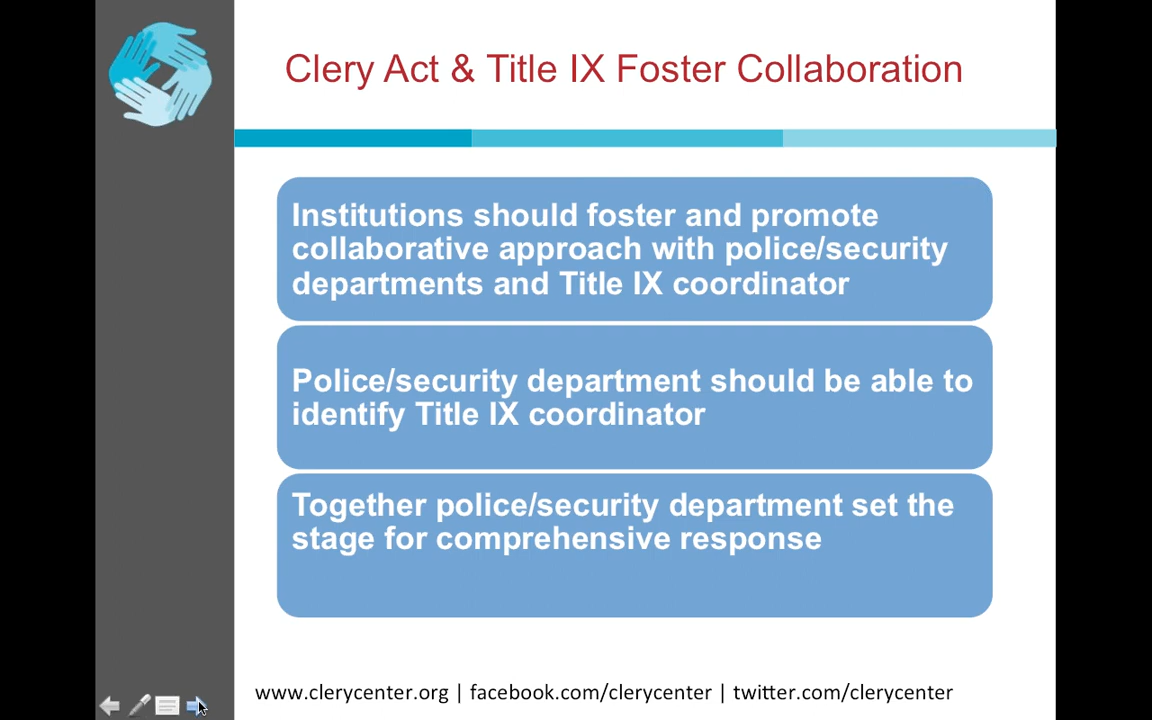 Clery Act & Title IX Foster Collaboration
Institutions should foster and promote
collaborative approach with police/security
departments and Title IX coordinator
Police/security department should be able to
identify Title IX coordinator
Together police/security department set the
stage for comprehensive response
www.clerycenter.org | facebook.com/clerycenter | twitter.com/clerycenter